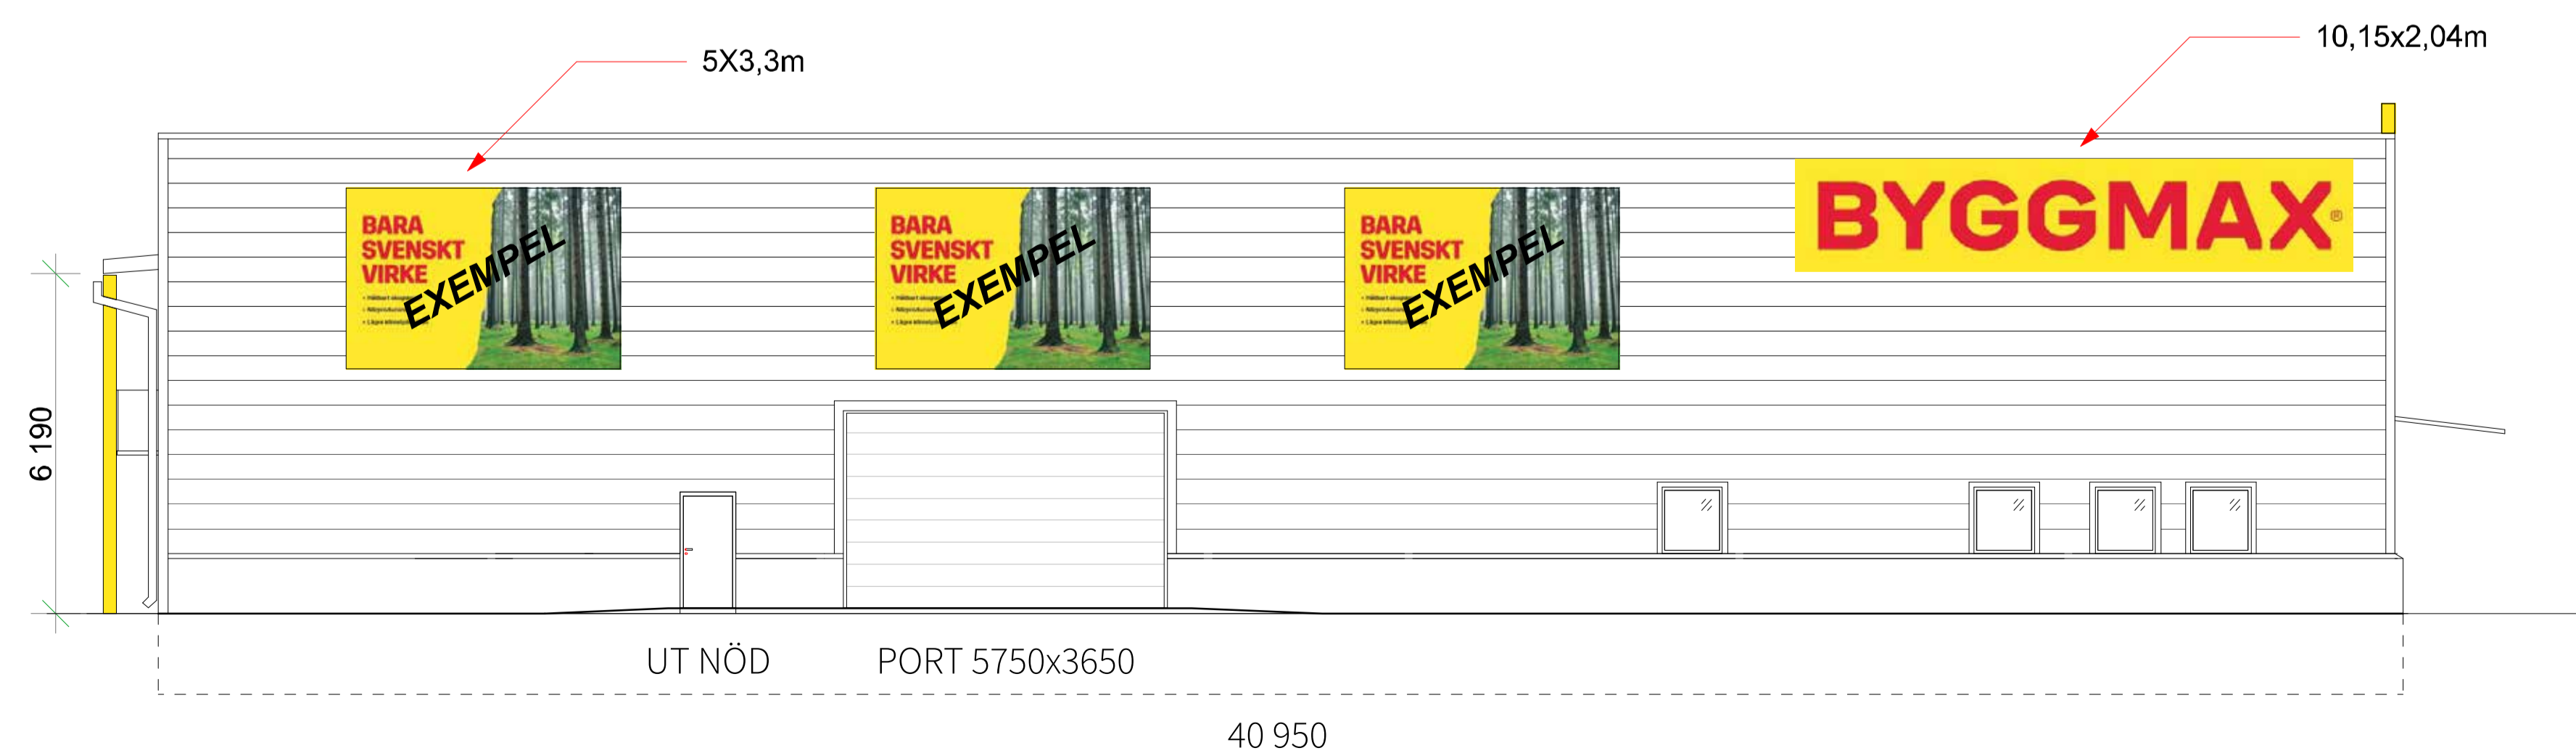 5X3,3m
10,15x2,04m
BARA
SVENSKT
VIRKE
EXEMPEL
BARA
SVENSKT
VIRKE
EXEMPEL
BARA
SVENSKT
VIRKE
EXEMPEL
BYGGMAX®
6 190
UT NÖD
PORT 5750x3650
40 950